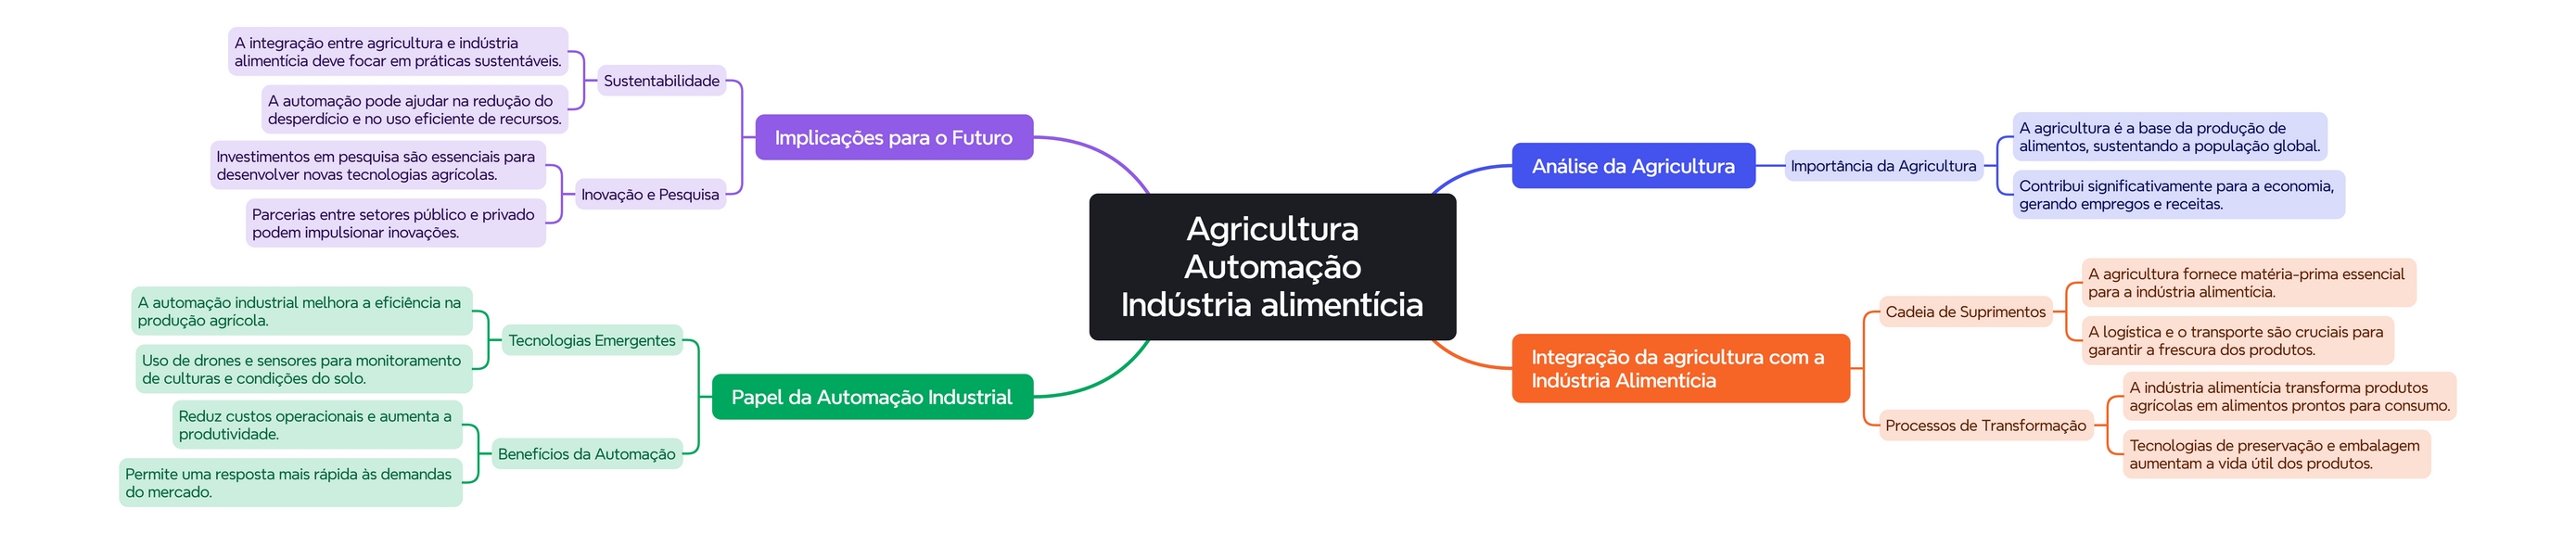 Agricultura
Automação
Indústria alimentícia
Análise da Agricultura
Importância da Agricultura
A agricultura é a base da produção de
alimentos, sustentando a população global.
Contribui significativamente para a economia,
gerando empregos e receitas.
Integração da agricultura com a
Indústria Alimentícia
Cadeia de Suprimentos
A agricultura fornece matéria-prima essencial
para a indústria alimentícia.
A logística e o transporte são cruciais para
garantir a frescura dos produtos.
Processos de Transformação
A indústria alimentícia transforma produtos
agrícolas em alimentos prontos para consumo.
Tecnologias de preservação e embalagem
aumentam a vida útil dos produtos.
Papel da Automação Industrial
Tecnologias Emergentes
A automação industrial melhora a eficiência na
produção agrícola.
Uso de drones e sensores para monitoramento
de culturas e condições do solo.
Benefícios da Automação
Reduz custos operacionais e aumenta a
produtividade.
Permite uma resposta mais rápida às demandas
do mercado.
Implicações para o Futuro
Sustentabilidade
A integração entre agricultura e indústria
alimentícia deve focar em práticas sustentáveis.
A automação pode ajudar na redução do
desperdício e no uso eficiente de recursos.
Inovação e Pesquisa
Investimentos em pesquisa são essenciais para
desenvolver novas tecnologias agrícolas.
Parcerias entre setores público e privado
podem impulsionar inovações.